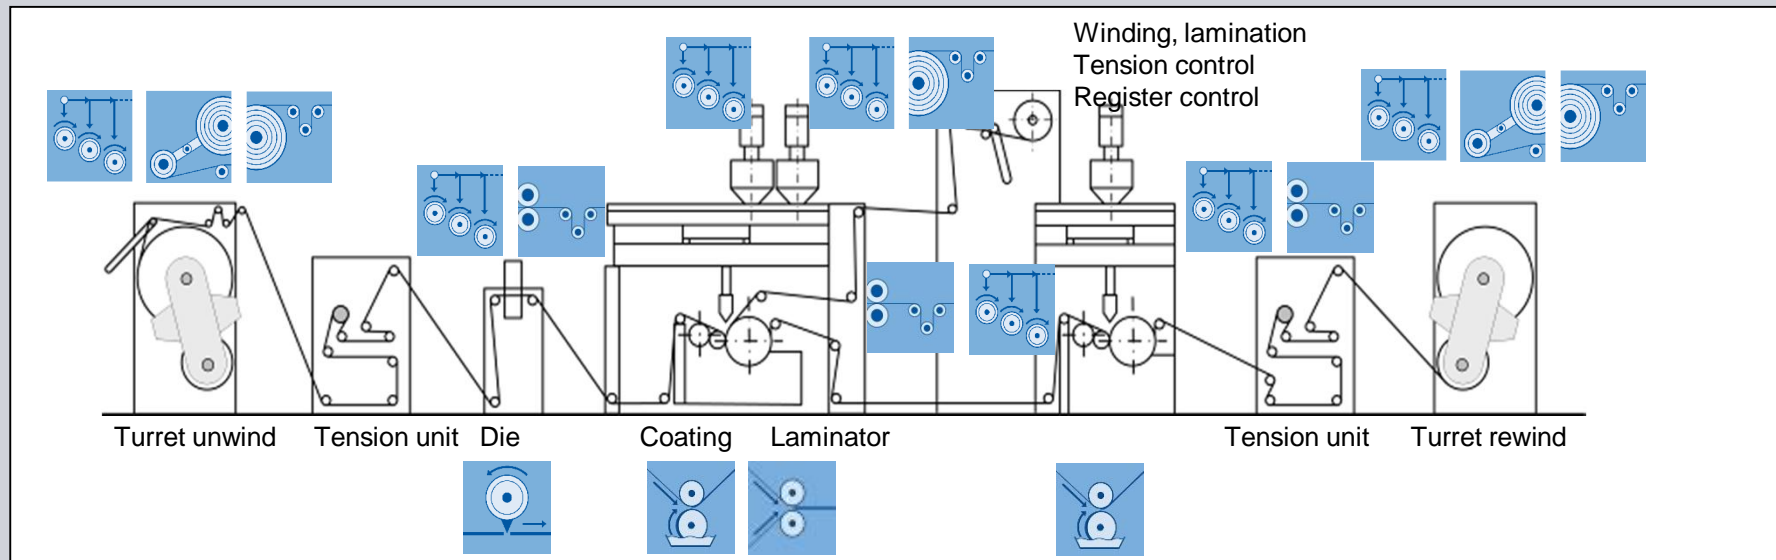 Winding, lamination
Tension control
Register control
Turret unwind
Tension unit
Die
Coating
Laminator
Tension unit
Turret rewind